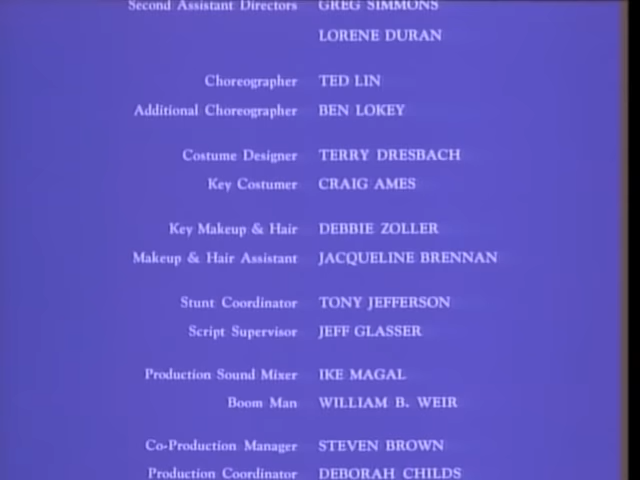 Second Assistant Directors GREG SIMMONS
LORENE DURAN
Choreographer TED LIN
Additional Choreographer BEN LOKEY
Costume Designer TERRY DRESBACH
Key Costumer CRAIG AMES
Key Makeup & Hair DEBBIE ZOLLER
Makeup & Hair Assistant JACQUELINE BRENNAN
Stunt Coordinator TONY JEFFERSON
Script Supervisor JEFF GLASSER
Production Sound Mixer IKE MAGAL
Boom Man WILLIAM B. WEIR
Co-Production Manager STEVEN BROWN
Production Coordinator DEBORAH CHILDS